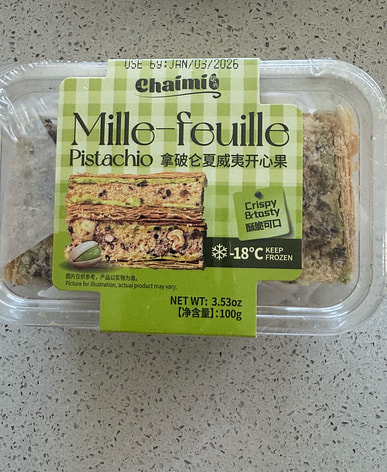 USE BY:JAN/03/2026
Chaimi
Mille-feuille
Pistachio 拿破仑夏威夷开心果
Crispy
&tosty
酥脆可口
-18°C KEEP
FROZEN
图片仅供参考，产品以实物为准。
Picture for illustration, actual product may vary.
NET WT: 3.53oz
【净含量】:100g